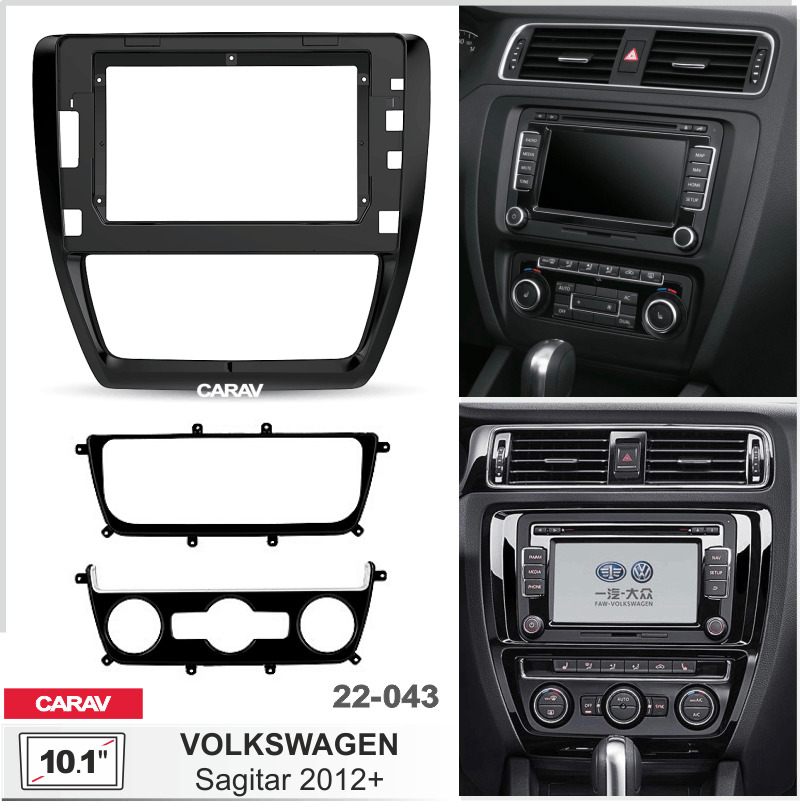 CARAV
CARAV
22-043
10.1"
VOLKSWAGEN
Sagitar 2012+
RADIO
MEDIA
MUTE
TONE
MAP
NAV
HOME
SETUP
AUTO
AC
OFF
DUAL
MEDIA
PHONE
NAV
SETUP
一汽-大众
FAW-VOLKSWAGEN
AUTO
OFF
SYNC
A/C